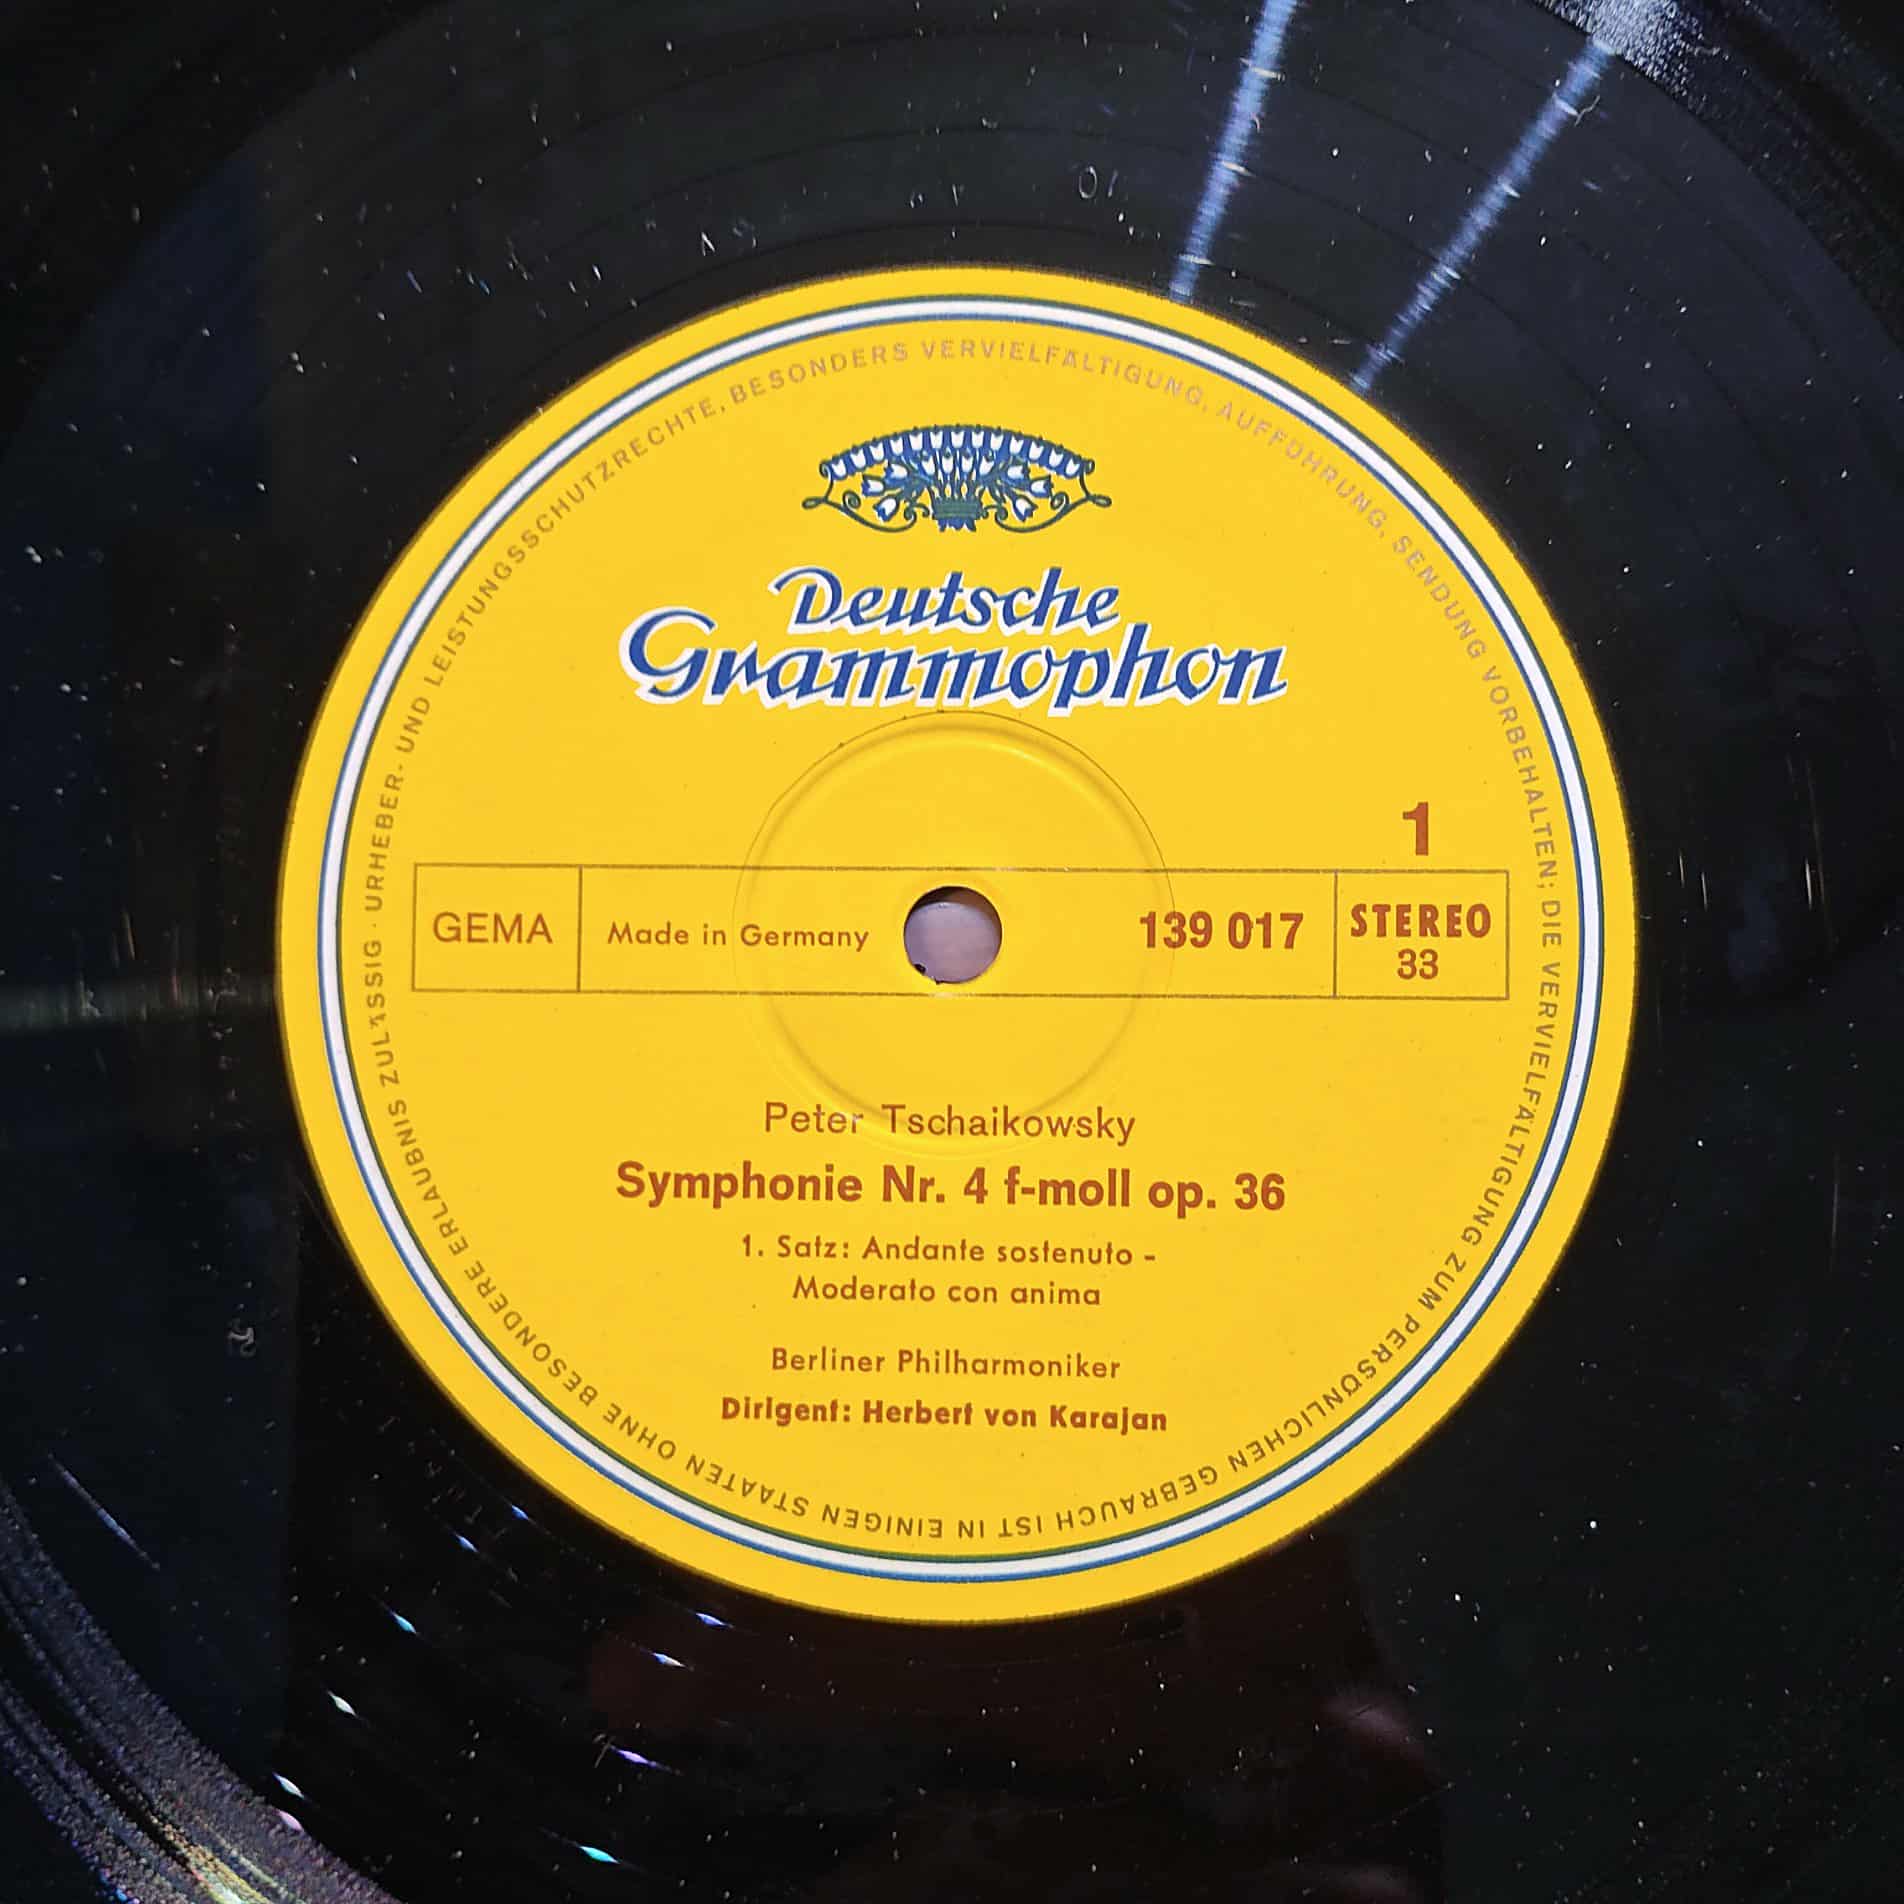 URHEBER- UND LEISTUNGSSCHUTZRECHTE, BESONDERS VERVIELFÄLTIGUNG, AUFFÜHRUNG, SENDUNG VORBEHALTEN; DIE VERVIELFÄLTIGUNG ZUM PERSÖNLICHEN GEBRAUCH IST IN EINIGEN STAATEN OHNE BESONDERE ERLAUBNIS ZULÄSSIG ·
Deutsche
Grammophon
1
GEMA Made in Germany 139 017 STEREO
33
Peter Tschaikowsky
Symphonie Nr. 4 f-moll op. 36
1. Satz: Andante sostenuto -
Moderato con anima
Berliner Philharmoniker
Dirigent: Herbert von Karajan